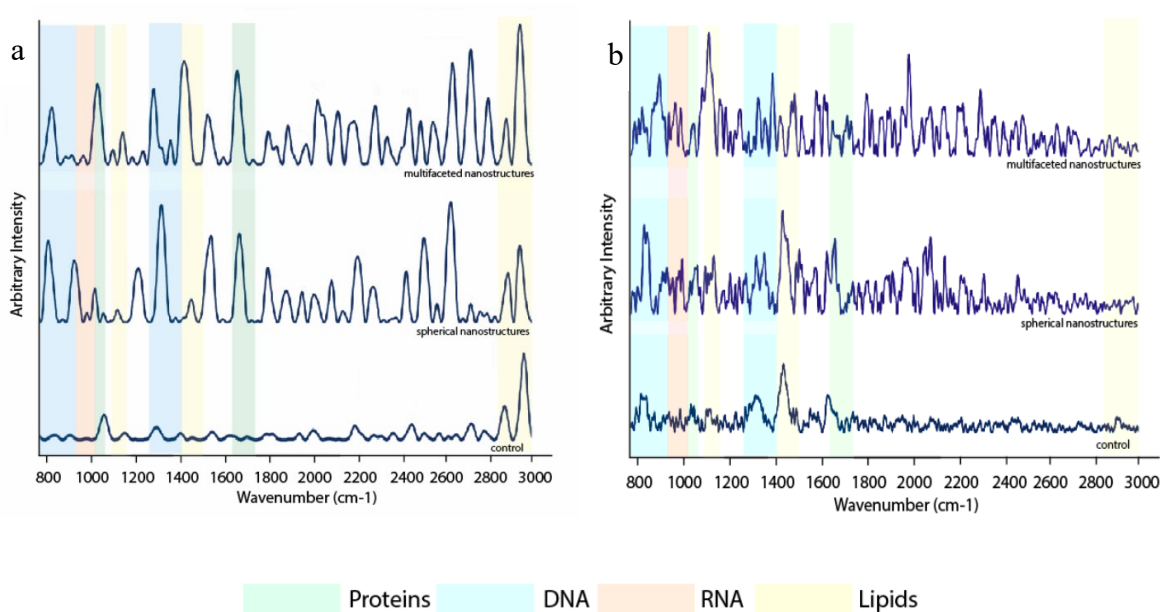 a
Arbitrary Intensity
multifaceted nanostructures
spherical nanostructures
control
800 1000 1200 1400 1600 1800 2000 2200 2400 2600 2800 3000
Wavenumber (cm-1)
b
Arbitrary Intensity
multifaceted nanostructures
spherical nanostructures
control
800 1000 1200 1400 1600 1800 2000 2200 2400 2600 2800 3000
Wavenumber (cm-1)
Proteins DNA RNA Lipids